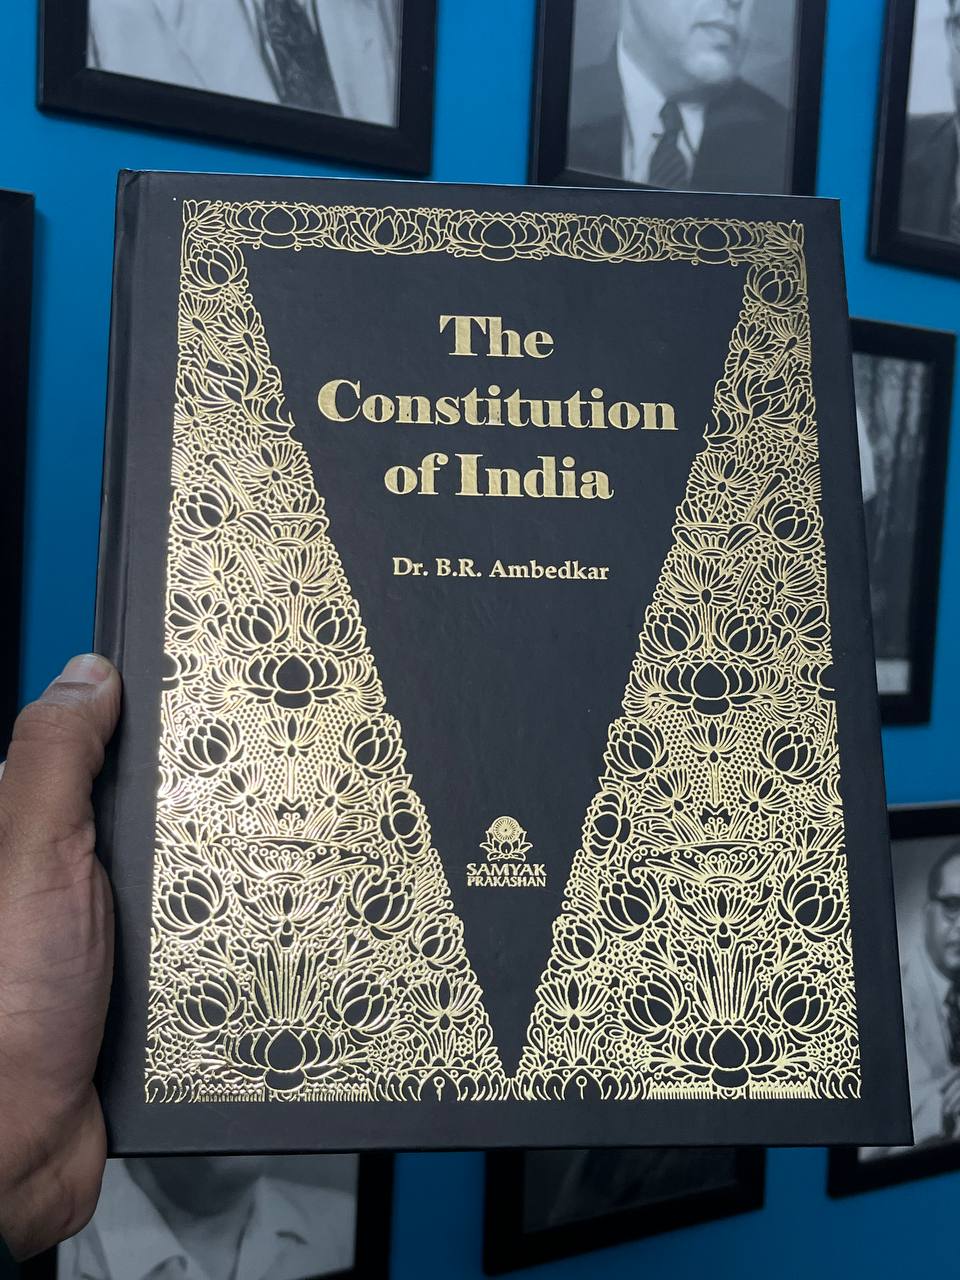 The
Constitution
of India
Dr. B.R. Ambedkar
SAMYAK
PRAKASHAN